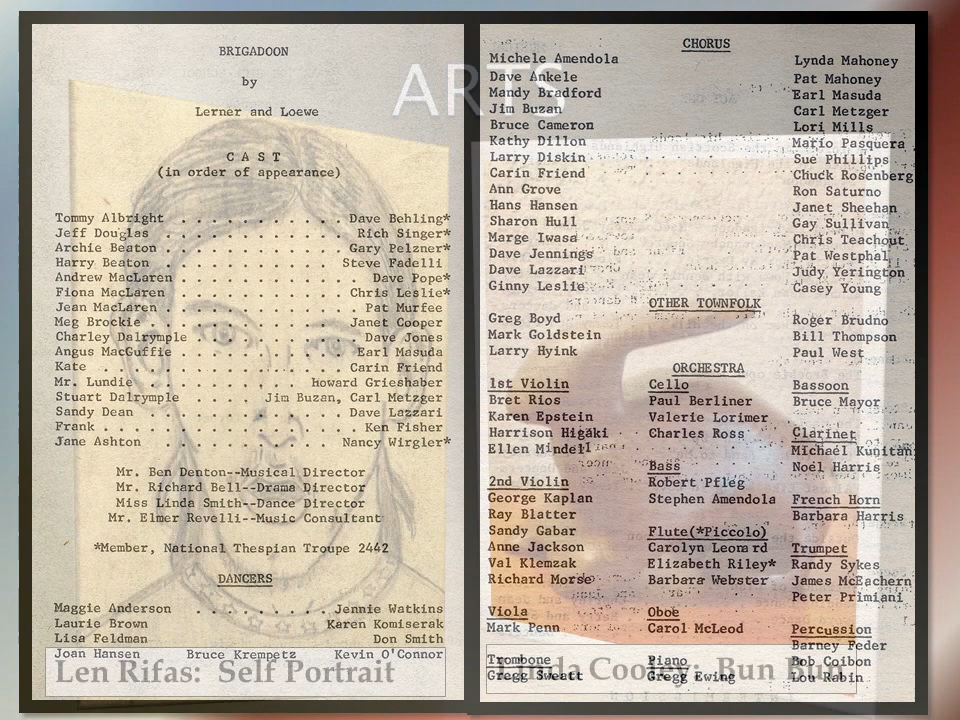 ARTS
BRIGADOON
by
Lerner and Loewe
C A S T
(in order of appearance)
Tommy Albright . . . . . . . . . . . Dave Behling*
Jeff Douglas . . . . . . . . . . . . Rich Singer*
Archie Beaton . . . . . . . . . . . Gary Pelzner*
Harry Beaton . . . . . . . . . . . Steve Fadelli
Andrew MacLaren . . . . . . . . . . . Dave Pope*
Fiona MacLaren . . . . . . . . . . Chris Leslie*
Jean MacLaren . . . . . . . . . . . . Pat Murfee
Meg Brockie . . . . . . . . . . . . Janet Cooper
Charley Dalrymple . . . . . . . . . . Dave Jones
Angus MacGuffie . . . . . . . . . . Earl Masuda
Kate . . . . . . . . . . . . . . . Carin Friend
Mr. Lundie . . . . . . . . . . Howard Grieshaber
Stuart Dalrymple . . . . Jim Buzan, Carl Metzger
Sandy Dean . . . . . . . . . . . . Dave Lazzari
Frank . . . . . . . . . . . . . . . . Ken Fisher
Jane Ashton . . . . . . . . . . . Nancy Wirgler*
Mr. Ben Denton--Musical Director
Mr. Richard Bell--Drama Director
Miss Linda Smith--Dance Director
Mr. Elmer Revelli--Music Consultant
*Member, National Thespian Troupe 2442
DANCERS
Maggie Anderson . . . . . . . . . Jennie Watkins
Laurie Brown Karen Komiserak
Lisa Feldman Don Smith
Joan Hansen Bruce Krempetz Kevin O'Connor
Len Rifas: Self Portrait
CHORUS
Michele Amendola Lynda Mahoney
Dave Ankele Pat Mahoney
Mandy Bradford Earl Masuda
Jim Buzan Carl Metzger
Bruce Cameron Lori Mills
Kathy Dillon Mario Pasquera
Larry Diskin Sue Phillips
Carin Friend Chuck Rosenberg
Ann Grove Ron Saturno
Hans Hansen Janet Sheehan
Sharon Hull Gay Sullivan
Marge Iwasa Chris Teachout
Dave Jennings Pat Westphal
Dave Lazzari Judy Yerington
Ginny Leslie Casey Young
OTHER TOWNFOLK
Greg Boyd Roger Brudno
Mark Goldstein Bill Thompson
Larry Hyink Paul West
ORCHESTRA
1st Violin Cello Bassoon
Bret Rios Paul Berliner Bruce Mayor
Karen Epstein Valerie Lorimer
Harrison Higaki Charles Ross Clarinet
Ellen Mindell Michael Kunitani
Bass Noel Harris
2nd Violin Robert Pfleg
George Kaplan Stephen Amendola French Horn
Ray Blatter Barbara Harris
Sandy Gabar Flute(*Piccolo)
Anne Jackson Carolyn Leonard Trumpet
Val Klemzak Elizabeth Riley* Randy Sykes
Richard Morse Barbara Webster James McEachern
Peter Primiani
Viola Oboe
Mark Penn Carol McLeod Percussion
Barney Feder
Trombone Piano Bob Coibon
Gregg Sweatt Gregg Ewing Lou Rabin
Linda Cooley: Bun Bun